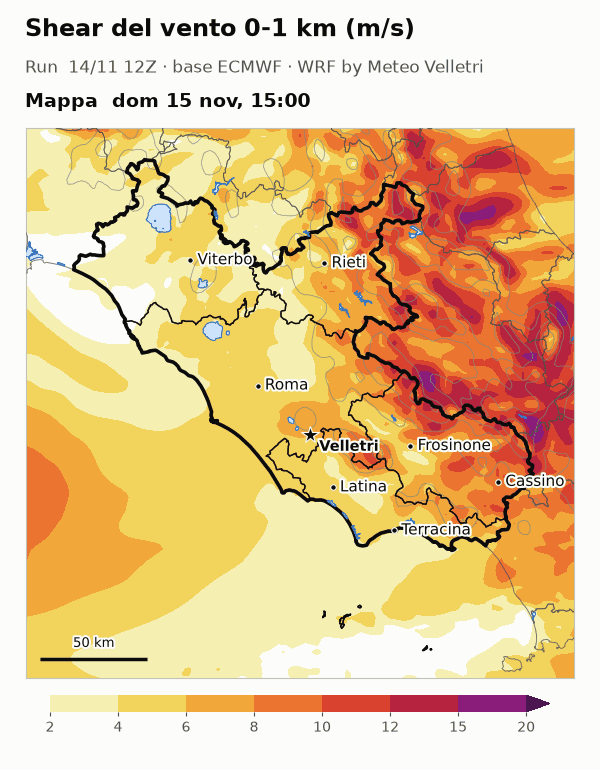 Shear del vento 0-1 km (m/s)
Run  14/11 12Z · base ECMWF · WRF by Meteo Velletri
Mappa  dom 15 nov, 15:00
Viterbo
Rieti
Roma
Velletri
Frosinone
Latina
Cassino
Terracina
50 km
2 4 6 8 10 12 15 20